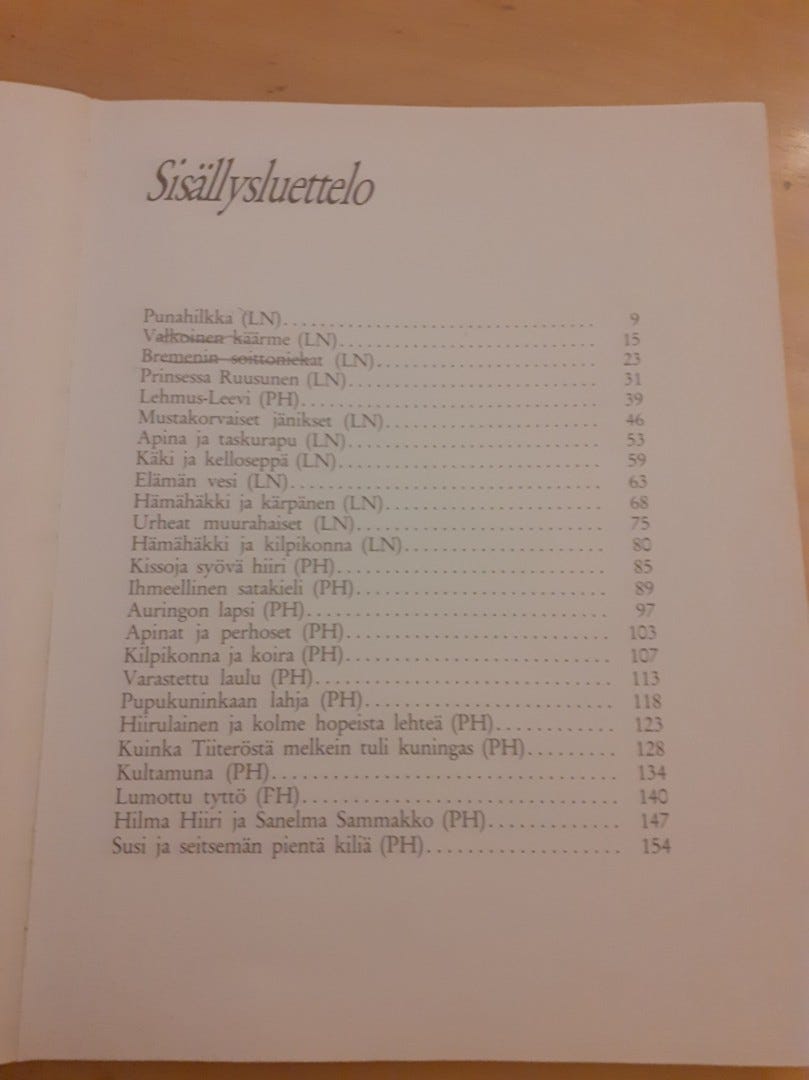 Sisällysluettelo
Punahilkka (LN).............................. 9
Valkoinen käärme (LN)......................... 15
Bremenin soittoniekat (LN)..................... 23
Prinsessa Ruusunen (LN)........................ 31
Lehmus-Leevi (PH)............................. 39
Mustakorvaiset jänikset (LN).................... 46
Apina ja taskurapu (LN)........................ 53
Käki ja kelloseppä (LN)......................... 59
Elämän vesi (LN).............................. 63
Hämähäkki ja kärpänen (LN).................... 68
Urheat muurahaiset (LN)....................... 75
Hämähäkki ja kilpikonna (LN).................. 80
Kissoja syövä hiiri (PH)......................... 85
Ihmeellinen satakieli (PH)....................... 89
Auringon lapsi (PH)............................ 97
Apinat ja perhoset (PH)........................ 103
Kilpikonna ja koira (PH)........................ 107
Varastettu laulu (PH)........................... 113
Pupukuninkaan lahja (PH)...................... 118
Hiirulainen ja kolme hopeista lehteä (PH)........... 123
Kuinka Tiiteröstä melkein tuli kuningas (PH)........ 128
Kultamuna (PH)............................... 134
Lumottu tyttö (FH)............................ 140
Hilma Hiiri ja Sanelma Sammakko (PH)............ 147
Susi ja seitsemän pientä kiliä (PH).................. 154